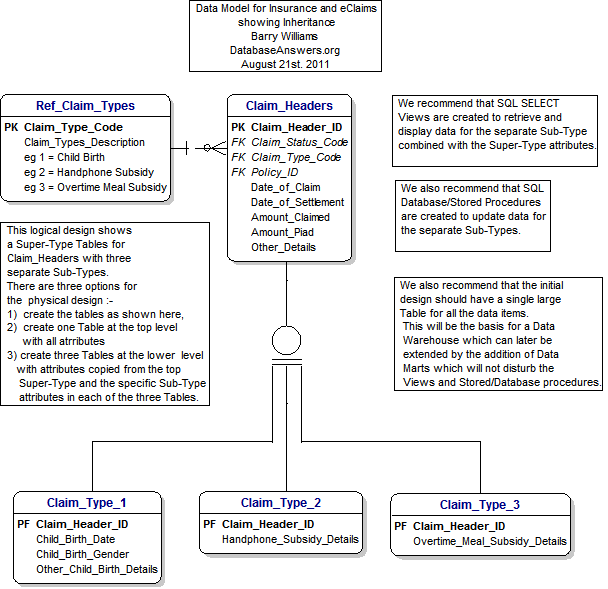 Data Model for Insurance and eClaims
showing Inheritance
Barry Williams
DatabaseAnswers.org
August 21st. 2011
Ref_Claim_Types
PK Claim_Type_Code
Claim_Types_Description
eg 1 = Child Birth
eg 2 = Handphone Subsidy
eg 3 = Overtime Meal Subsidy
Claim_Headers
PK Claim_Header_ID
FK Claim_Status_Code
FK Claim_Type_Code
FK Policy_ID
Date_of_Claim
Date_of_Settlement
Amount_Claimed
Amount_Piad
Other_Details
We recommend that SQL SELECT
Views are created to retrieve and
display data for the separate Sub-Type
combined with the Super-Type attributes.
We also recommend that SQL
Database/Stored Procedures
are created to update data for
the separate Sub-Types.
This logical design shows
a Super-Type Tables for
Claim_Headers with three
separate Sub-Types.
There are three options for
the physical design :-
1) create the tables as shown here,
2) create one Table at the top level
with all atrributes
3) create three Tables at the lower level
with attributes copied from the top
Super-Type and the specific Sub-Type
attributes in each of the three Tables.
We also recommend that the initial
design should have a single large
Table for all the data items.
This will be the basis for a Data
Warehouse which can later be
extended by the addition of Data
Marts which will not disturb the
Views and Stored/Database procedures.
Claim_Type_1
PF Claim_Header_ID
Child_Birth_Date
Child_Birth_Gender
Other_Child_Birth_Details
Claim_Type_2
PF Claim_Header_ID
Handphone_Subsidy_Details
Claim_Type_3
PF Claim_Header_ID
Overtime_Meal_Subsidy_Details